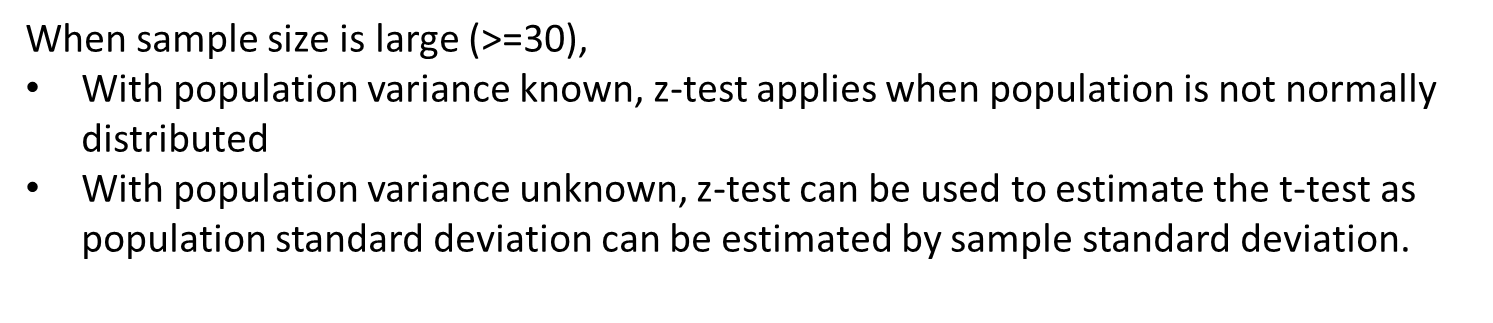 When sample size is large (>=30),
• With population variance known, z-test applies when population is not normally
distributed
• With population variance unknown, z-test can be used to estimate the t-test as
population standard deviation can be estimated by sample standard deviation.